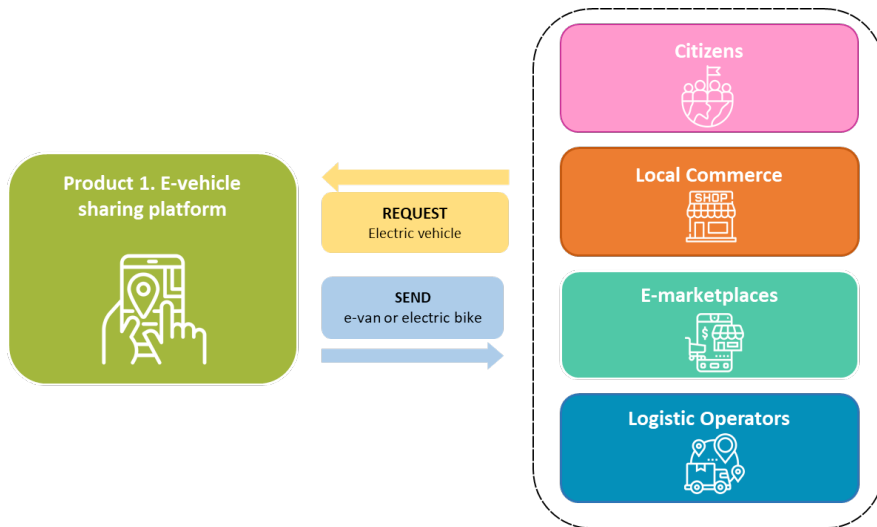 Citizens
Product 1. E-vehicle
sharing platform
REQUEST
Electric vehicle
SEND
e-van or electric bike
Local Commerce
SHOP
E-marketplaces
$
Logistic Operators